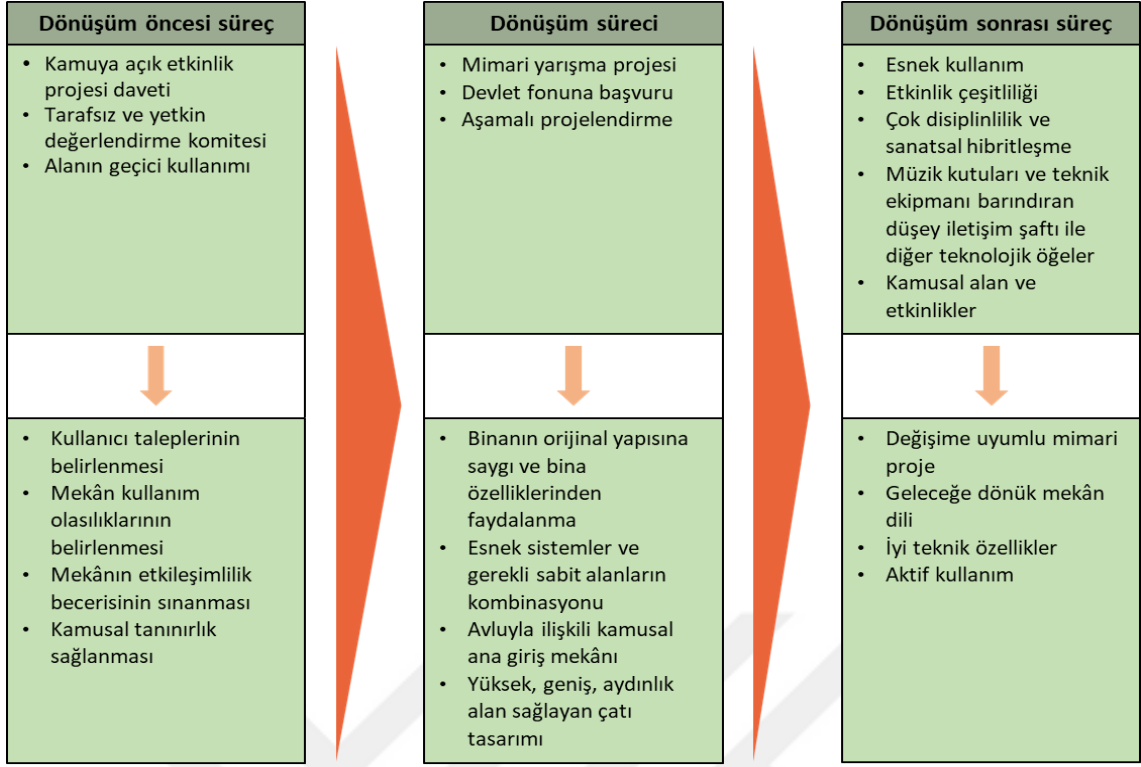 Dönüşüm öncesi süreç
• Kamuya açık etkinlik
projesi daveti
• Tarafsız ve yetkin
değerlendirme komitesi
• Alanın geçici kullanımı
• Kullanıcı taleplerinin
belirlenmesi
• Mekân kullanım
olasılıklarının
belirlenmesi
• Mekânın etkileşimlilik
becerisinin sınanması
• Kamusal tanınırlık
sağlanması
Dönüşüm süreci
• Mimari yarışma projesi
• Devlet fonuna başvuru
• Aşamalı projelendirme
• Binanın orijinal yapısına
saygı ve bina
özelliklerinden
faydalanma
• Esnek sistemler ve
gerekli sabit alanların
kombinasyonu
• Avluyla ilişkili kamusal
ana giriş mekânı
• Yüksek, geniş, aydınlık
alan sağlayan çatı
tasarımı
Dönüşüm sonrası süreç
• Esnek kullanım
• Etkinlik çeşitliliği
• Çok disiplinlilik ve
sanatsal hibritleşme
• Müzik kutuları ve teknik
ekipmanı barındıran
düşey iletişim şaftı ile
diğer teknolojik öğeler
• Kamusal alan ve
etkinlikler
• Değişime uyumlu mimari
proje
• Geleceğe dönük mekân
dili
• İyi teknik özellikler
• Aktif kullanım